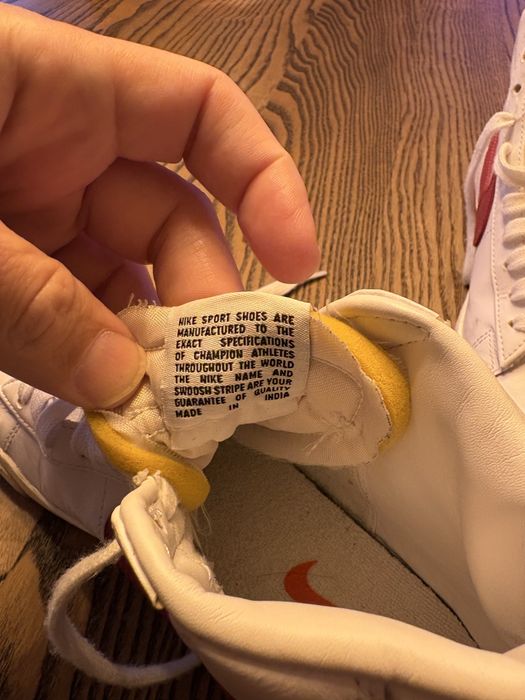 NIKE SPORT SHOES ARE
MANUFACTURED TO THE
EXACT SPECIFICATIONS
OF CHAMPION ATHLETES
THROUGHOUT THE WORLD
THE NIKE NAME AND
SWOOSH STRIPE ARE YOUR
GUARANTEE OF QUALITY
MADE IN INDIA